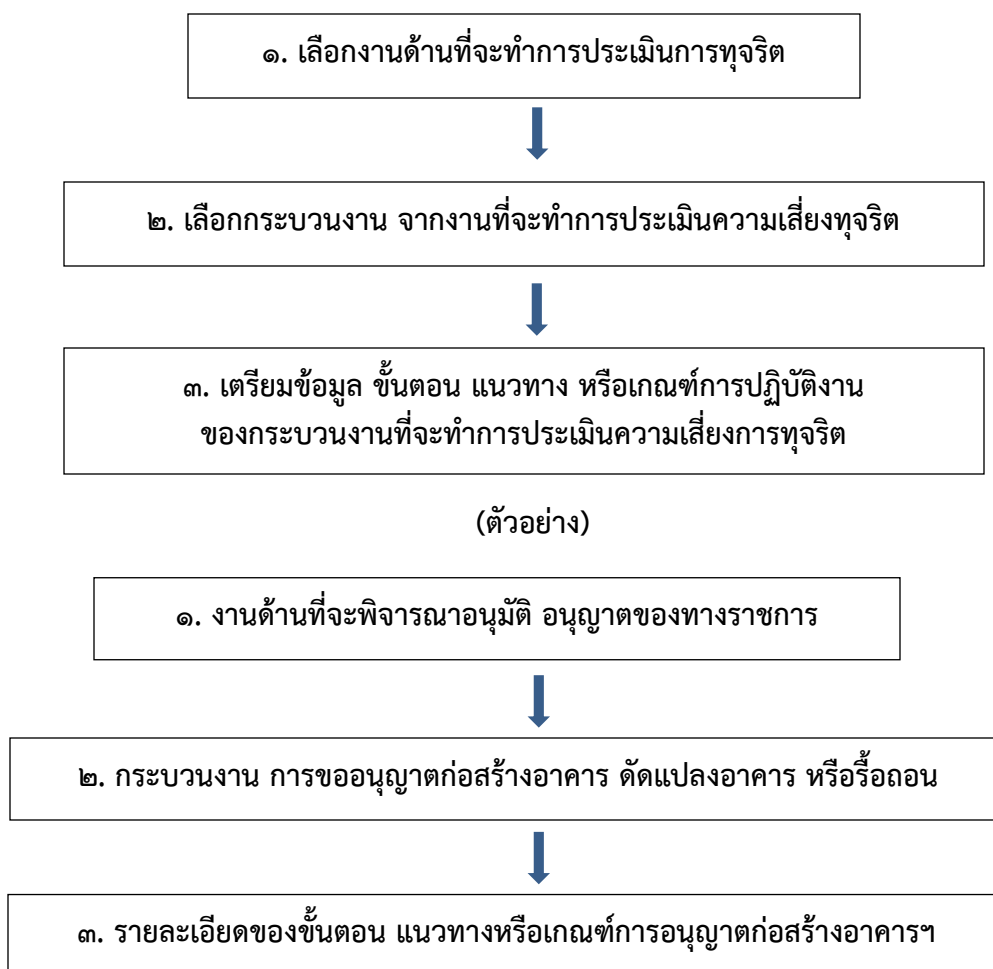 ๑. เลือกงานด้านที่จะทำการประเมินการทุจริต
๒. เลือกกระบวนงาน จากงานที่จะทำการประเมินความเสี่ยงทุจริต
๓. เตรียมข้อมูล ขั้นตอน แนวทาง หรือเกณฑ์การปฏิบัติงาน
ของกระบวนงานที่จะทำการประเมินความเสี่ยงการทุจริต
(ตัวอย่าง)
๑. งานด้านที่จะพิจารณาอนุมัติ อนุญาตของทางราชการ
๒. กระบวนงาน การขออนุญาตก่อสร้างอาคาร ดัดแปลงอาคาร หรือรื้อถอน
๓. รายละเอียดของขั้นตอน แนวทางหรือเกณฑ์การอนุญาตก่อสร้างอาคารฯ